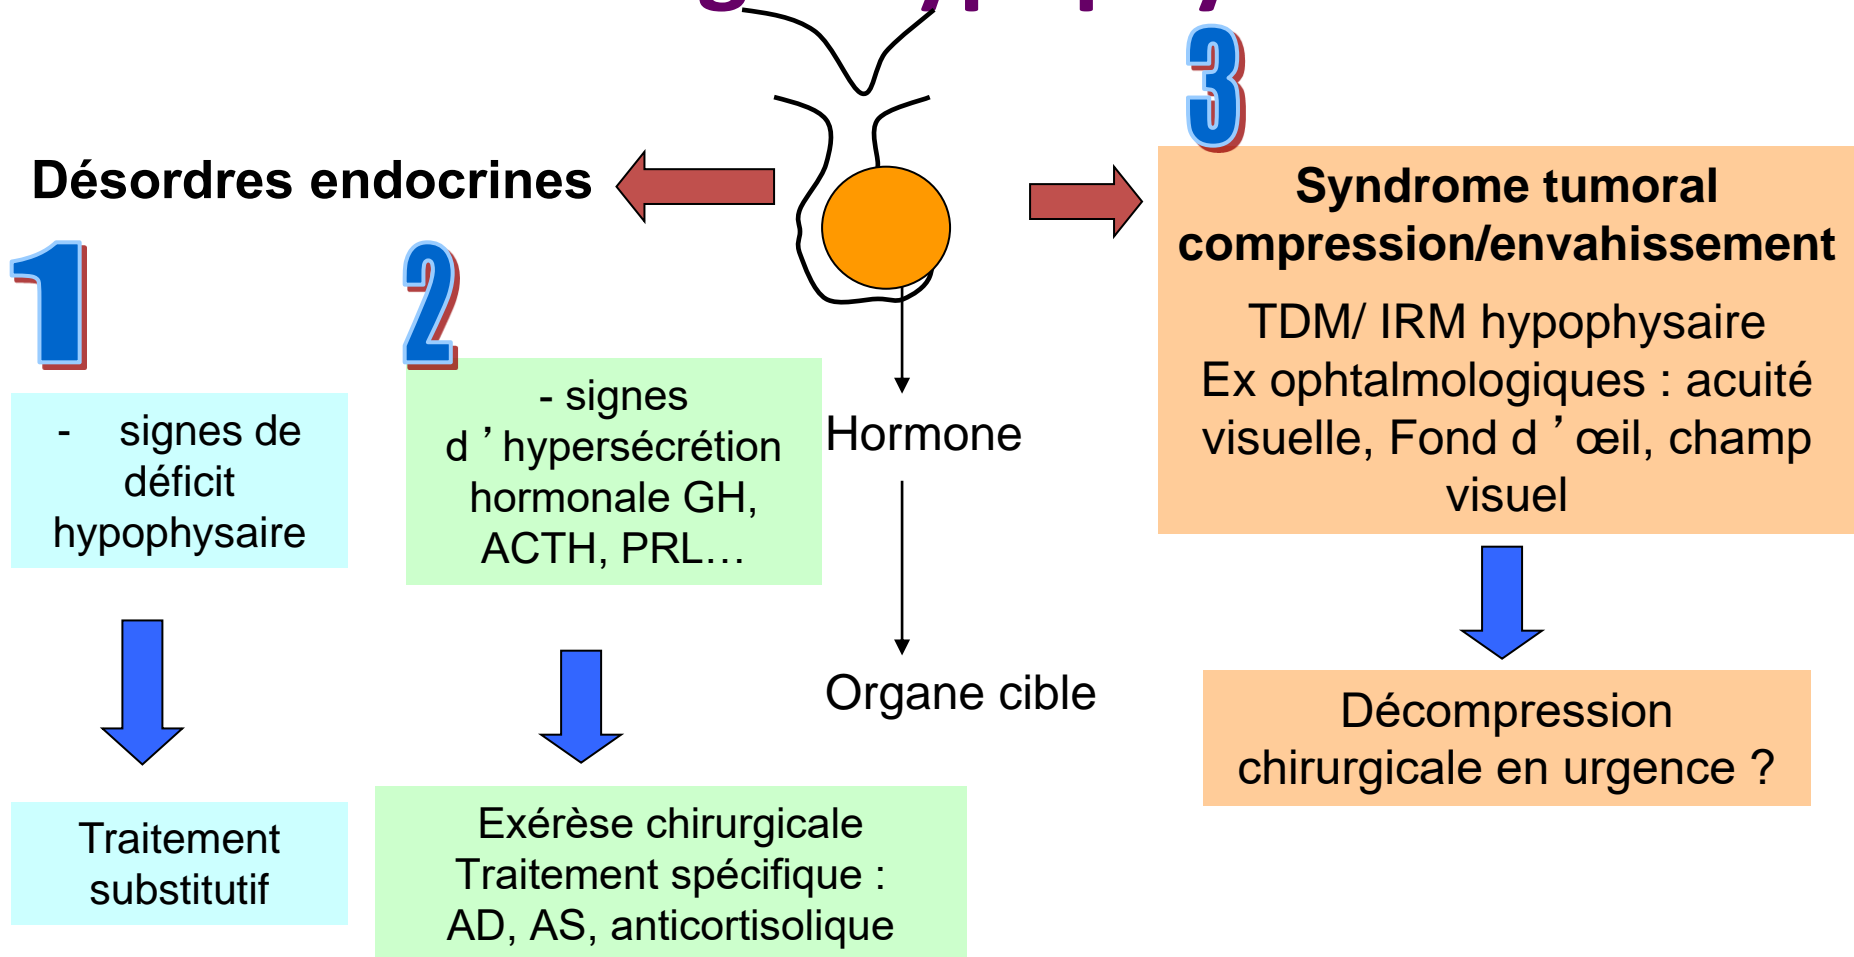 3
Désordres endocrines
Syndrome tumoral
compression/envahissement
TDM/ IRM hypophysaire
Ex ophtalmologiques : acuité
visuelle, Fond d ’ œil, champ
visuel
1
2
- signes de
déficit
hypophysaire
- signes
d ’ hypersécrétion
hormonale GH,
ACTH, PRL…
Hormone
Organe cible
Décompression
chirurgicale en urgence ?
Traitement
substitutif
Exérèse chirurgicale
Traitement spécifique :
AD, AS, anticortisolique